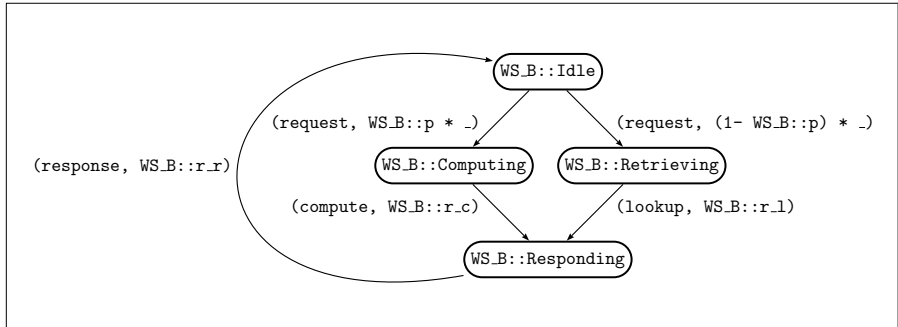 WS_B::Idle
(request, WS_B::p * _)
(request, (1- WS_B::p) * _)
(response, WS_B::r_r)
WS_B::Computing
WS_B::Retrieving
(compute, WS_B::r_c)
(lookup, WS_B::r_l)
WS_B::Responding